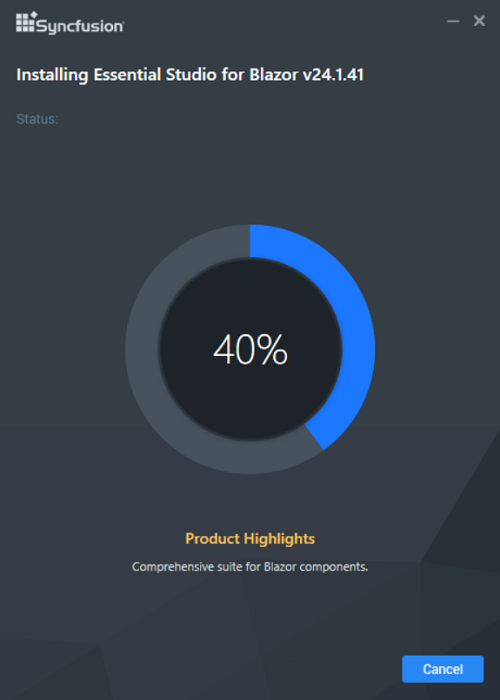 Syncfusion
Installing Essential Studio for Blazor v24.1.41
Status:
40%
Product Highlights
Comprehensive suite for Blazor components.
Cancel